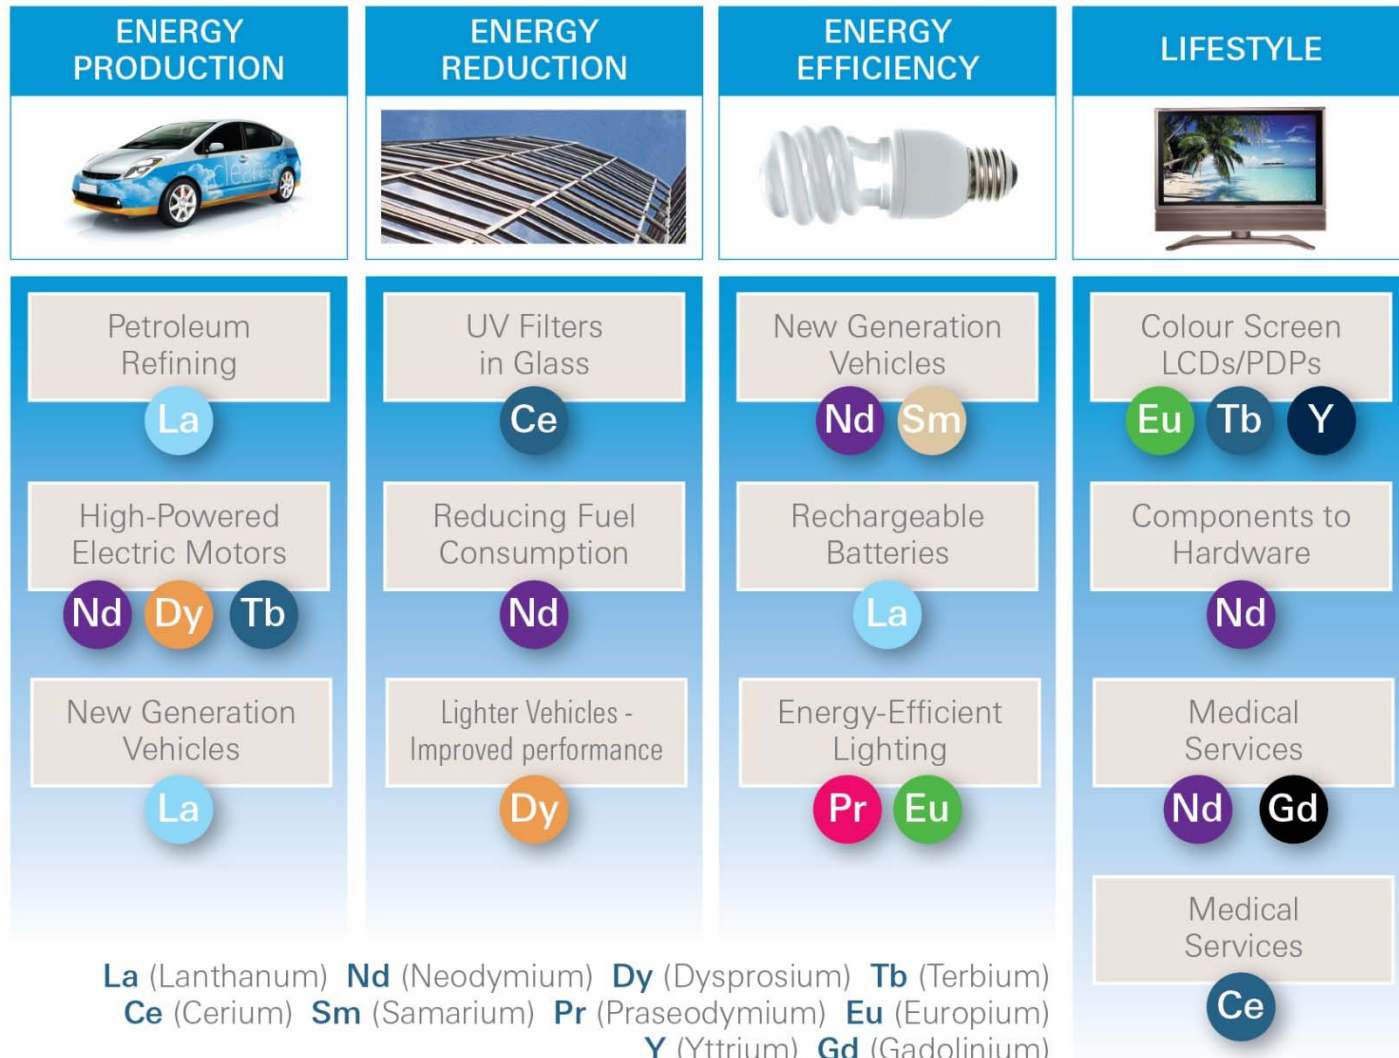 ENERGY
PRODUCTION
ENERGY
REDUCTION
ENERGY
EFFICIENCY
LIFESTYLE
Petroleum
Refining
La
High-Powered
Electric Motors
Nd Dy Tb
New Generation
Vehicles
La
UV Filters
in Glass
Ce
Reducing Fuel
Consumption
Nd
Lighter Vehicles -
Improved performance
Dy
New Generation
Vehicles
Nd Sm
Rechargeable
Batteries
La
Energy-Efficient
Lighting
Pr Eu
Colour Screen
LCDs/PDPs
Eu Tb Y
Components to
Hardware
Nd
Medical
Services
Nd Gd
Medical
Services
Ce
La (Lanthanum) Nd (Neodymium) Dy (Dysprosium) Tb (Terbium)
Ce (Cerium) Sm (Samarium) Pr (Praseodymium) Eu (Europium)
Y (Yttrium) Gd (Gadolinium)